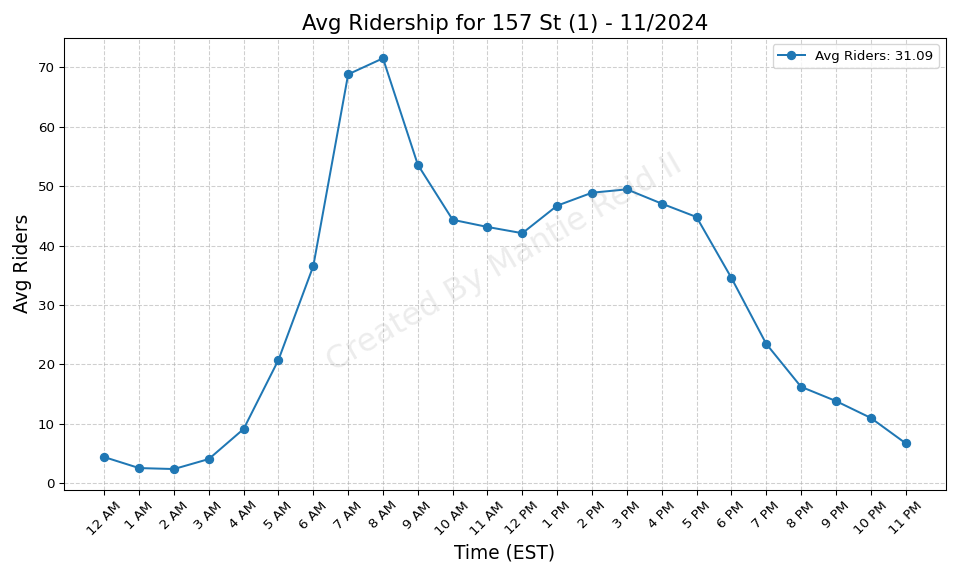 Avg Ridership for 157 St (1) - 11/2024
Avg Riders: 31.09
70
60
50
40
30
20
10
0
Avg Riders
Created By Mantie Reid II
12 AM
1 AM
2 AM
3 AM
4 AM
5 AM
6 AM
7 AM
8 AM
9 AM
10 AM
11 AM
12 PM
1 PM
2 PM
3 PM
4 PM
5 PM
6 PM
7 PM
8 PM
9 PM
10 PM
11 PM
Time (EST)